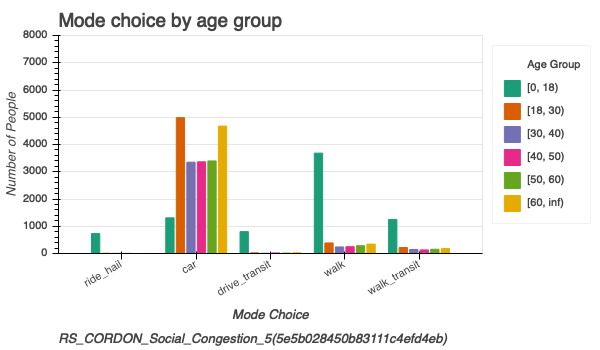 Mode choice by age group
8000
7000
6000
5000
4000
3000
2000
1000
0
Number of People
ride_hail
car
drive_transit
walk
walk_transit
Mode Choice
Age Group
[0, 18)
[18, 30)
[30, 40)
[40, 50)
[50, 60)
[60, inf)
RS_CORDON_Social_Congestion_5(5e5b028450b83111c4efd4eb)